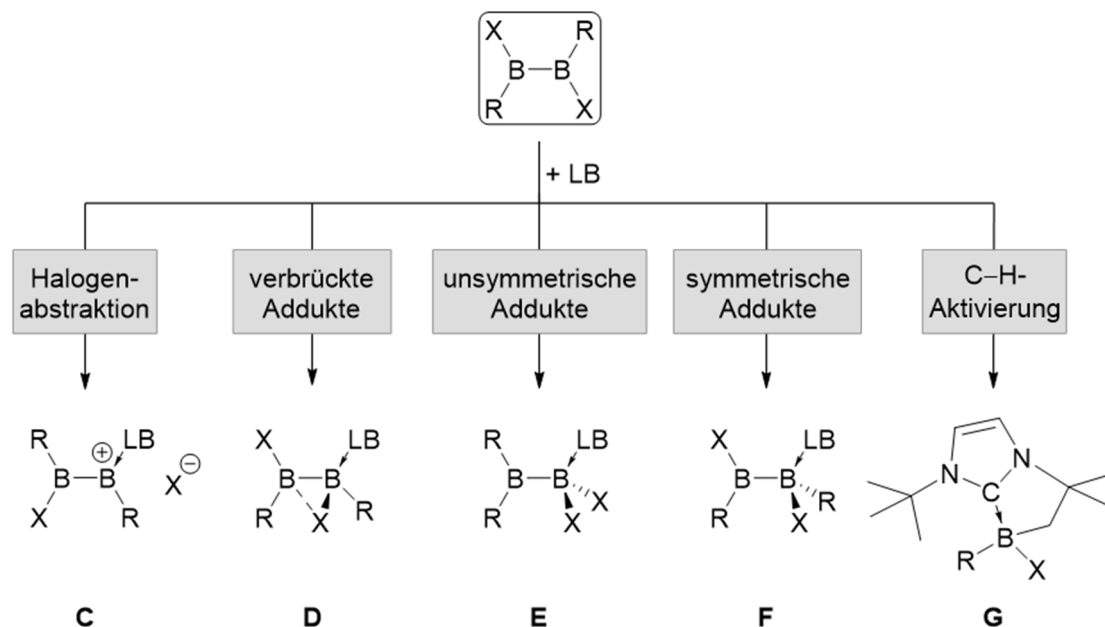 X R
B B
R X
+ LB
Halogen-
abstraktion
verbrückte
Addukte
unsymmetrische
Addukte
symmetrische
Addukte
C–H-
Aktivierung
R ⊕ LB
B B X ⊖
X R
X LB
B B
R X R
R LB
B B X
R X
X LB
B B R
R X
N N
C
B
R X
C D E F G